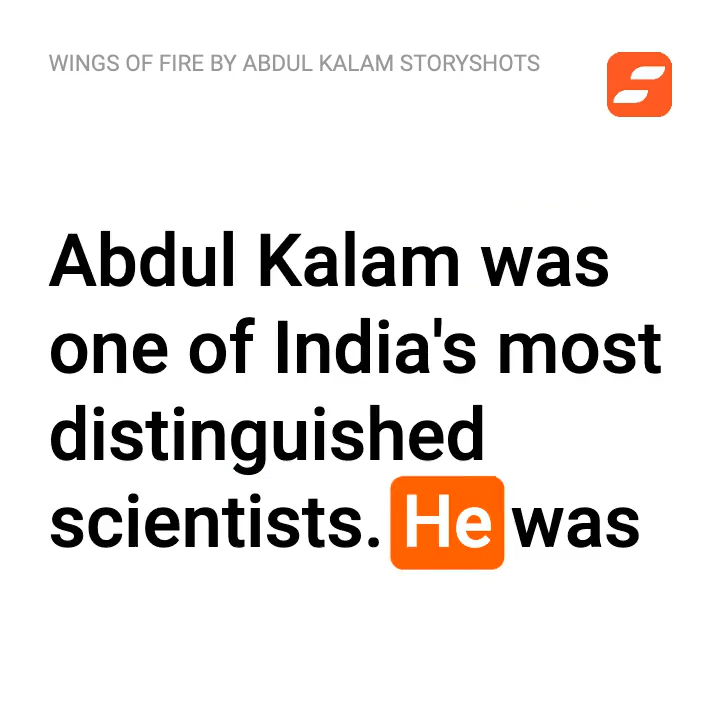 WINGS OF FIRE BY ABDUL KALAM STORYSHOTS
Abdul Kalam was
one of India's most
distinguished
scientists. He was